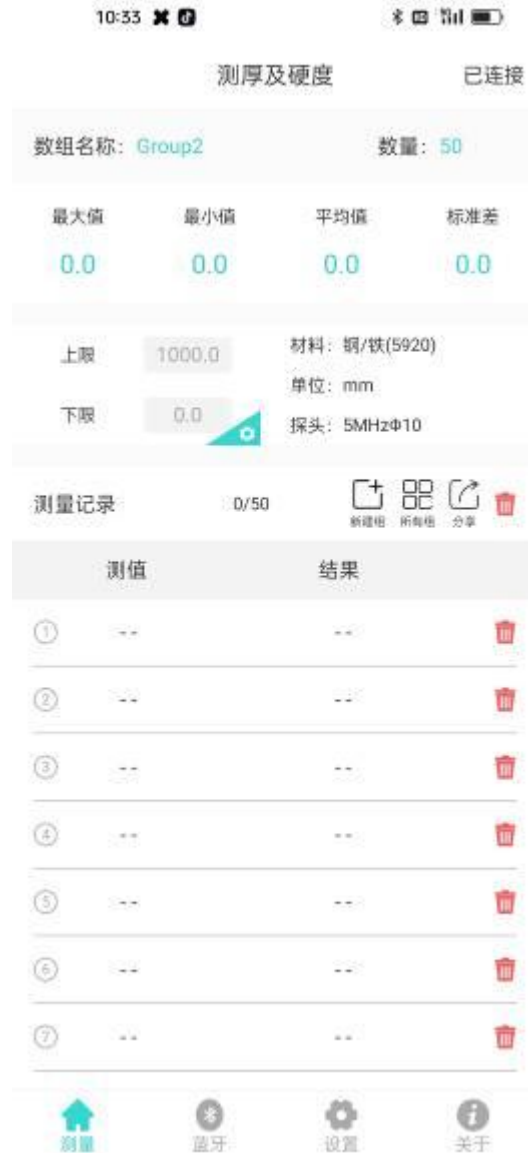 10:33
测厚及硬度 已连接
数组名称: Group2 数量: 50
最大值 最小值 平均值 标准差
0.0 0.0 0.0 0.0
上限 1000.0
下限 0.0
材料: 钢/铁(5920)
单位: mm
探头: 5MHzΦ10
测量记录 0/50 新建组 所有组 分享
测值 结果
① -- --
② -- --
③ -- --
④ -- --
⑤ -- --
⑥ -- --
⑦ -- --
测量 蓝牙 设置 关于